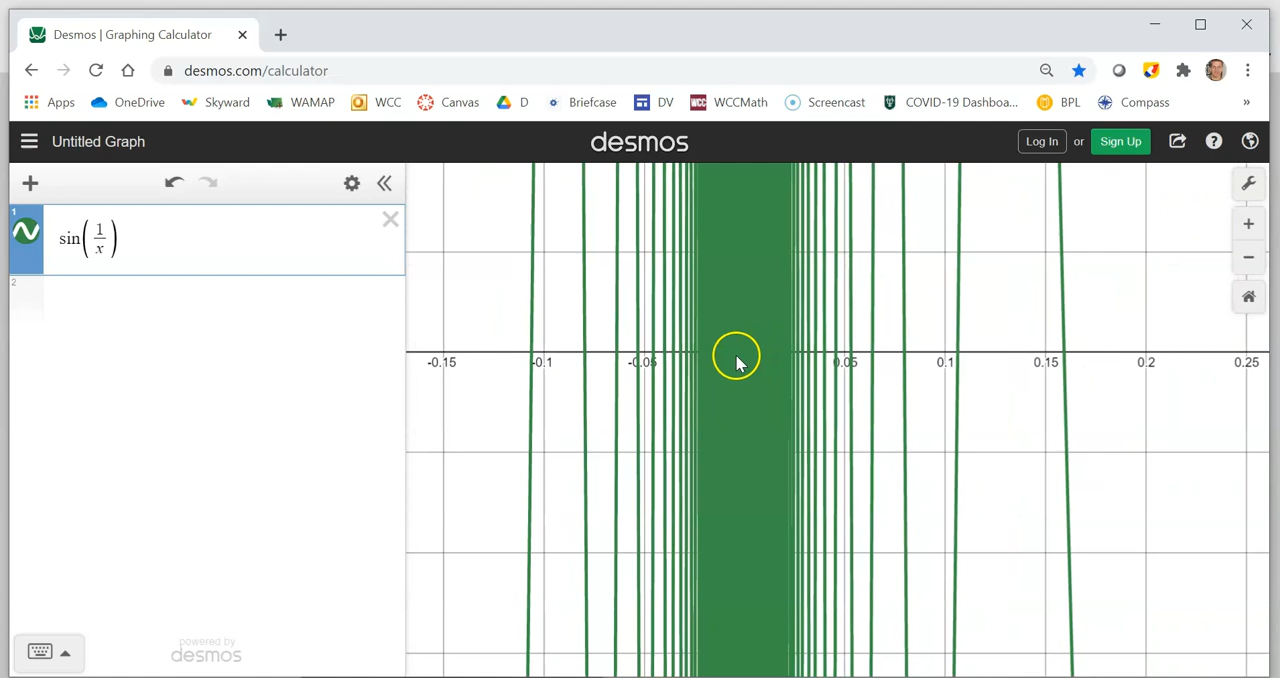 Desmos | Graphing Calculator
desmos.com/calculator
Apps OneDrive Skyward WAMAP WCC Canvas D Briefcase DV WCCMath Screencast COVID-19 Dashboa... BPL Compass »
Untitled Graph desmos Log In or Sign Up
1
sin(1/x)
2
-0.15 -0.1 -0.05 0.05 0.1 0.15 0.2 0.25
powered by
desmos